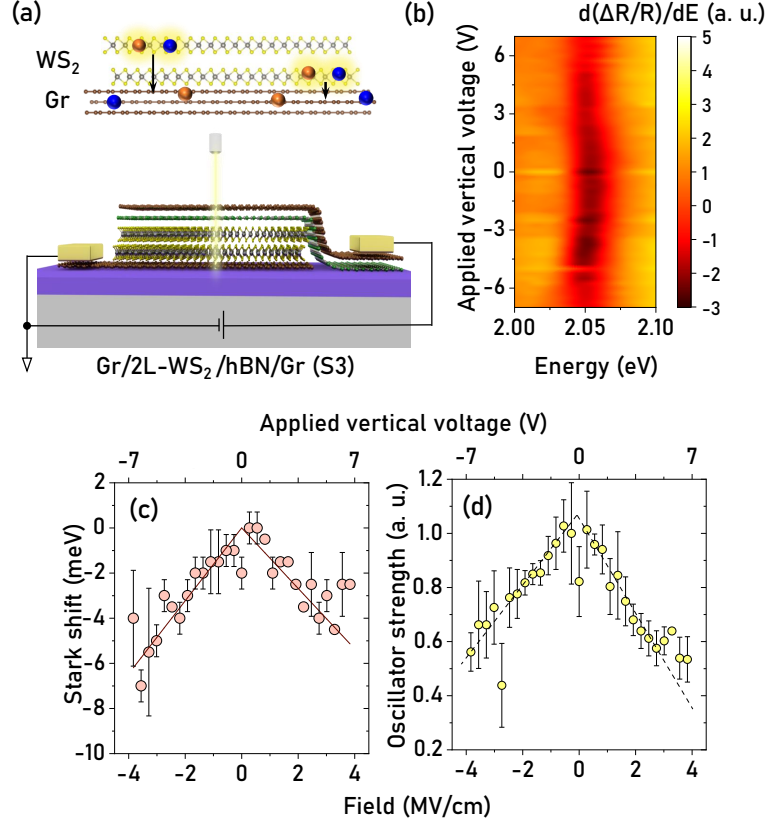 (a)
WS₂
Gr
Gr/2L-WS₂/hBN/Gr (S3)
(b)
d(ΔR/R)/dE (a. u.)
Applied vertical voltage (V)
6
3
0
-3
-6
2.00 2.05 2.10
Energy (eV)
5
4
3
2
1
0
-1
-2
-3
Applied vertical voltage (V)
-7 0 7
(c)
Stark shift (meV)
2
0
-2
-4
-6
-8
-10
-4 -2 0 2 4
-7 0 7
(d)
Oscillator strength (a. u.)
1.2
1.0
0.8
0.6
0.4
0.2
-4 -2 0 2 4
Field (MV/cm)